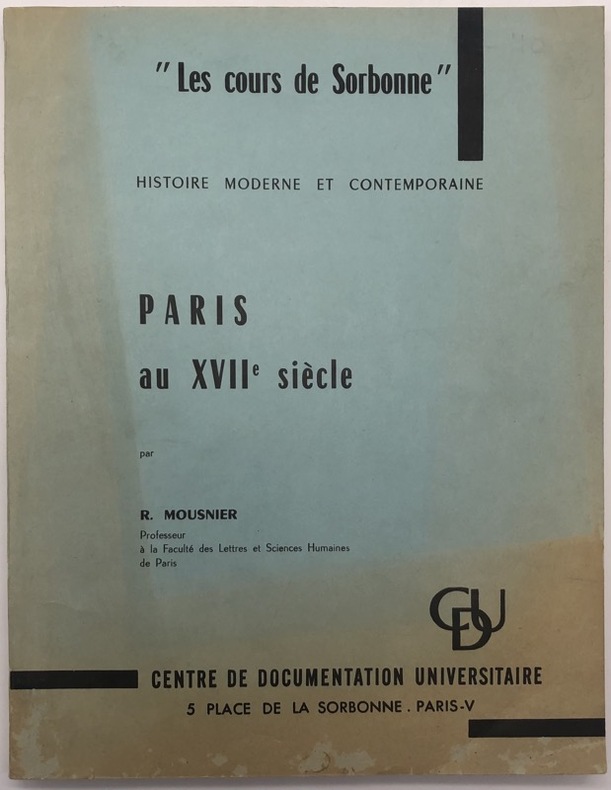 "Les cours de Sorbonne"
HISTOIRE MODERNE ET CONTEMPORAINE
PARIS
au XVIIe siècle
par
R. MOUSNIER
Professeur
à la Faculté des Lettres et Sciences Humaines
de Paris
CDU
CENTRE DE DOCUMENTATION UNIVERSITAIRE
5 PLACE DE LA SORBONNE . PARIS-V